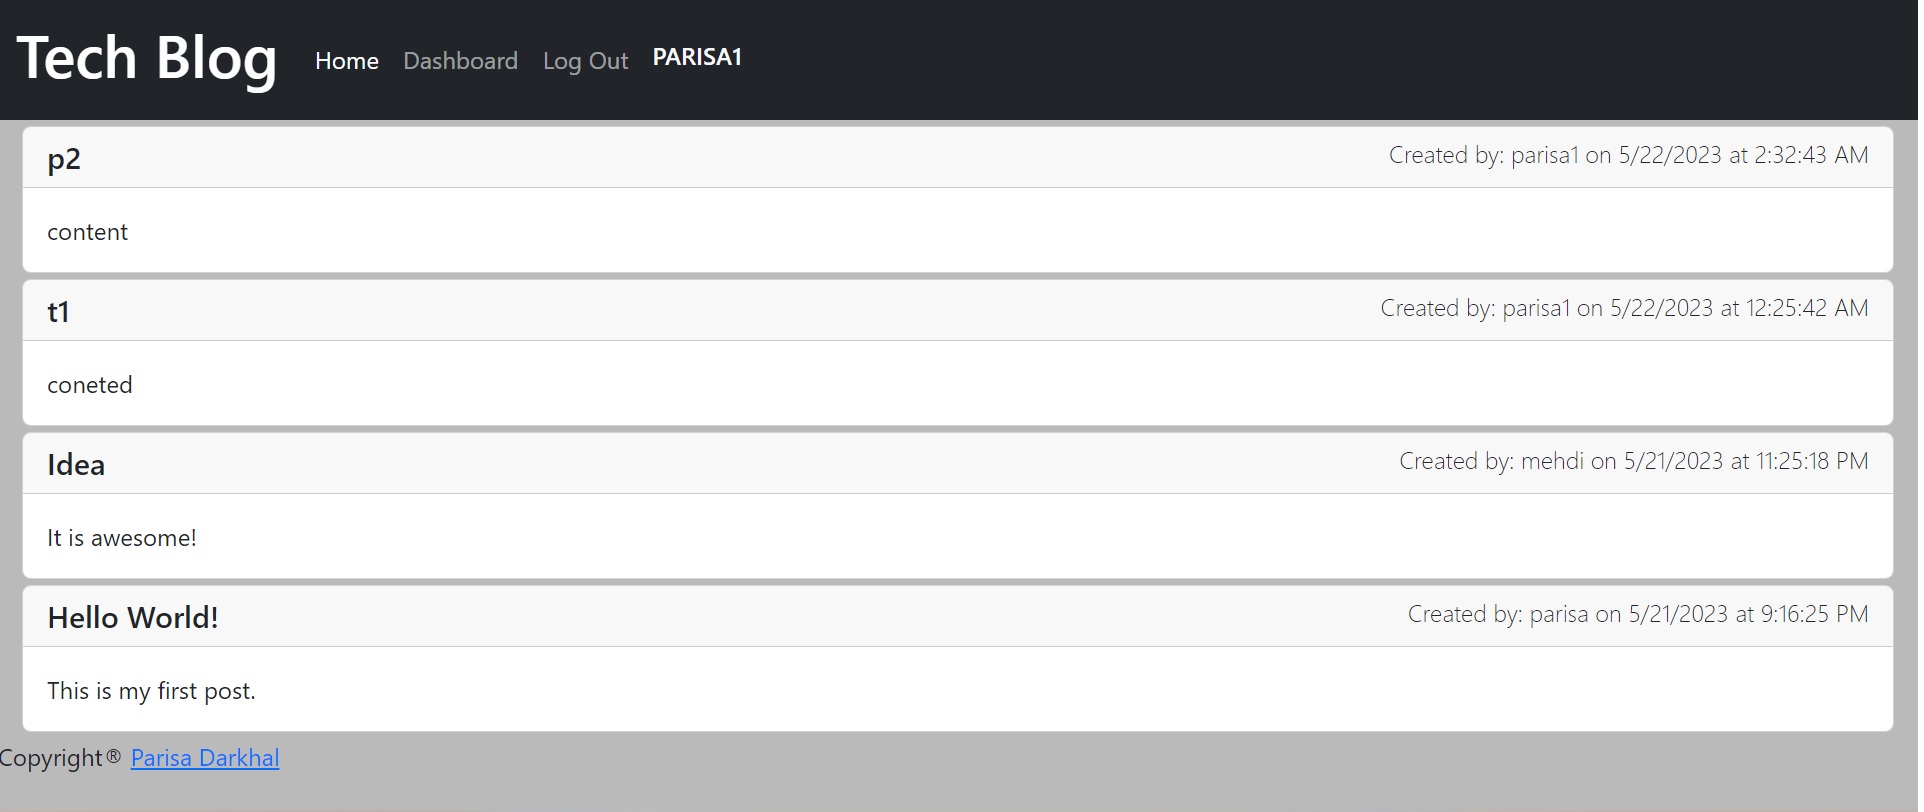 Tech Blog Home Dashboard Log Out PARISA1
p2 Created by: parisa1 on 5/22/2023 at 2:32:43 AM
content
t1 Created by: parisa1 on 5/22/2023 at 12:25:42 AM
coneted
Idea Created by: mehdi on 5/21/2023 at 11:25:18 PM
It is awesome!
Hello World! Created by: parisa on 5/21/2023 at 9:16:25 PM
This is my first post.
Copyright® Parisa Darkhal